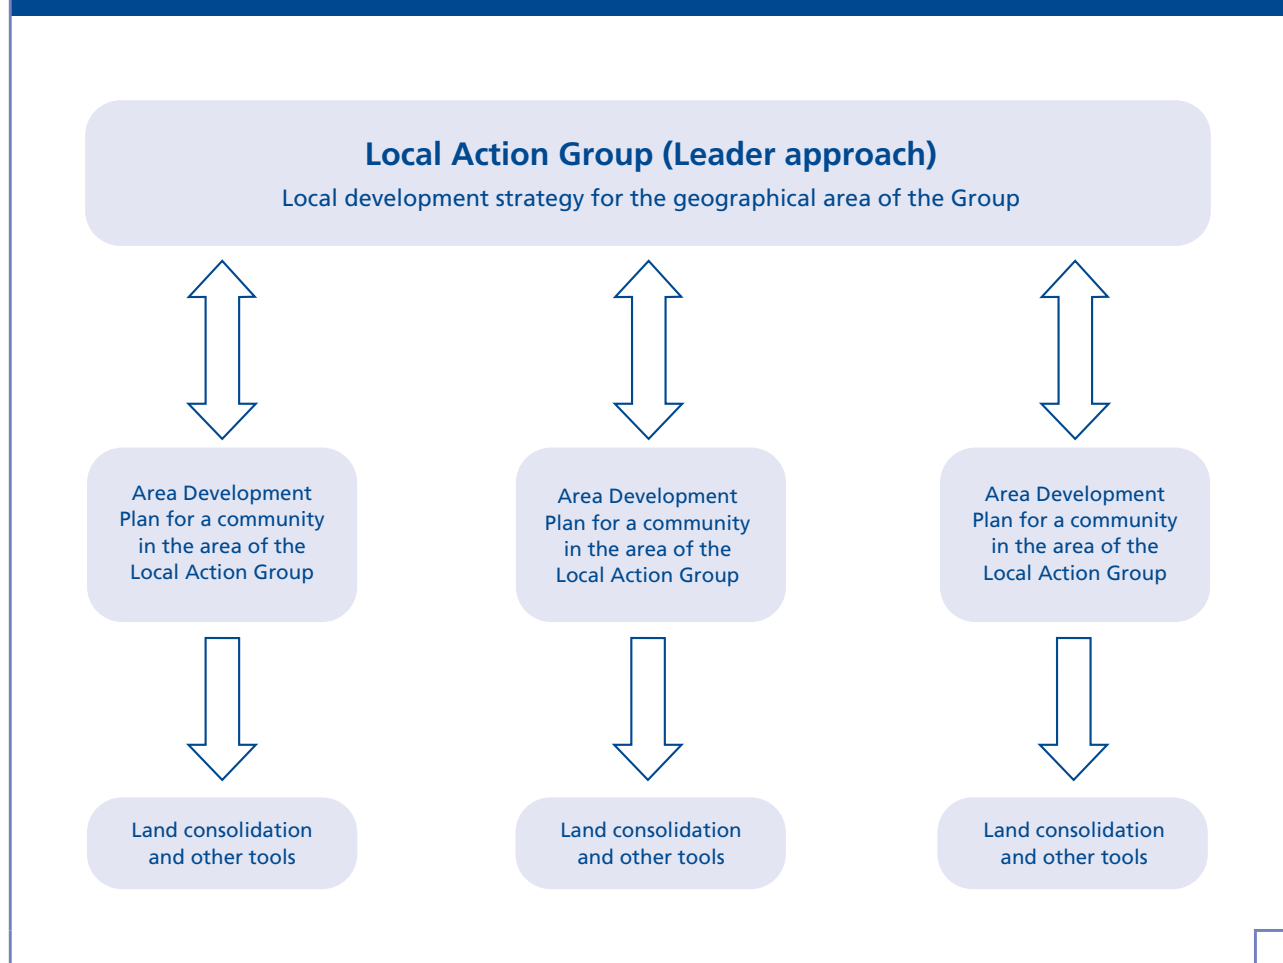 Local Action Group (Leader approach)
Local development strategy for the geographical area of the Group
Area Development
Plan for a community
in the area of the
Local Action Group
Area Development
Plan for a community
in the area of the
Local Action Group
Area Development
Plan for a community
in the area of the
Local Action Group
Land consolidation
and other tools
Land consolidation
and other tools
Land consolidation
and other tools